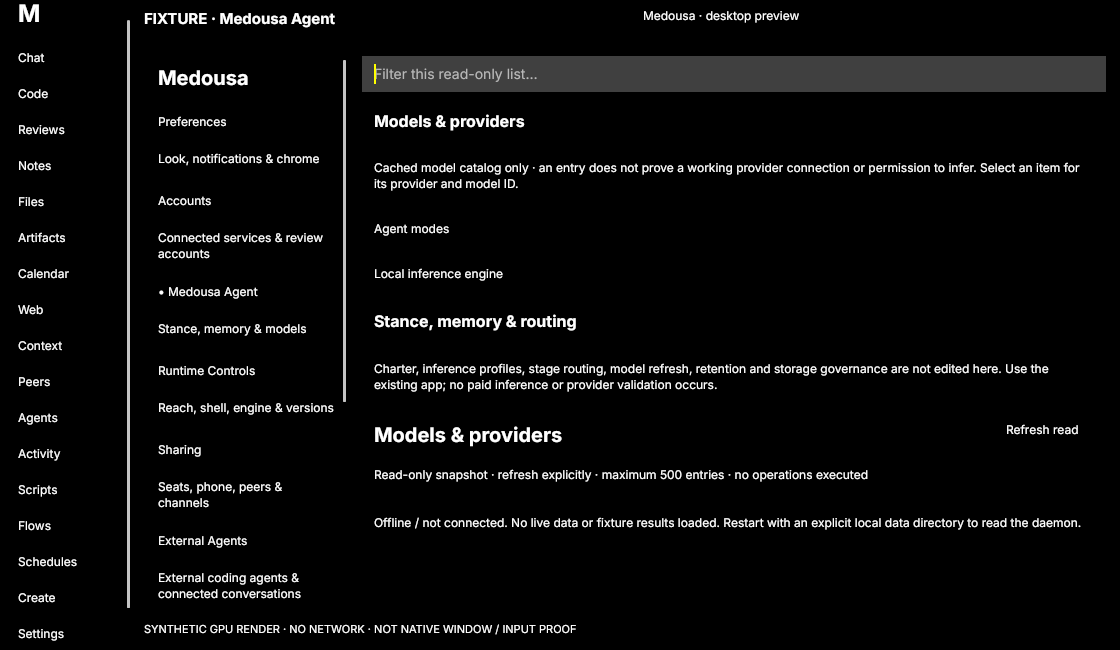 M
FIXTURE · Medousa Agent
Medousa · desktop preview
Chat
Code
Reviews
Notes
Files
Artifacts
Calendar
Web
Context
Peers
Agents
Activity
Scripts
Flows
Schedules
Create
Settings
Medousa
Preferences
Look, notifications & chrome
Accounts
Connected services & review
accounts
• Medousa Agent
Stance, memory & models
Runtime Controls
Reach, shell, engine & versions
Sharing
Seats, phone, peers &
channels
External Agents
External coding agents &
connected conversations
Filter this read-only list...
Models & providers
Cached model catalog only · an entry does not prove a working provider connection or permission to infer. Select an item for
its provider and model ID.
Agent modes
Local inference engine
Stance, memory & routing
Charter, inference profiles, stage routing, model refresh, retention and storage governance are not edited here. Use the
existing app; no paid inference or provider validation occurs.
Models & providers
Refresh read
Read-only snapshot · refresh explicitly · maximum 500 entries · no operations executed
Offline / not connected. No live data or fixture results loaded. Restart with an explicit local data directory to read the daemon.
SYNTHETIC GPU RENDER · NO NETWORK · NOT NATIVE WINDOW / INPUT PROOF